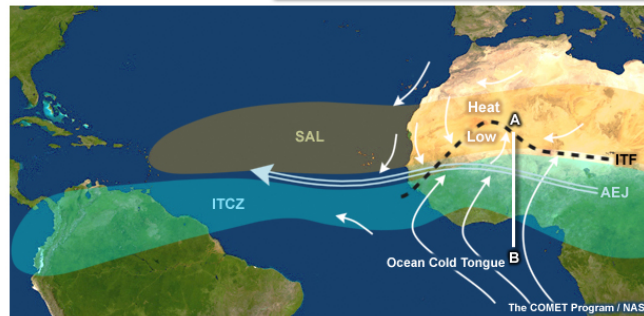 Heat
A
SAL
Low
ITF
AEJ
ITCZ
B
Ocean Cold Tongue
The COMET Program / NAS